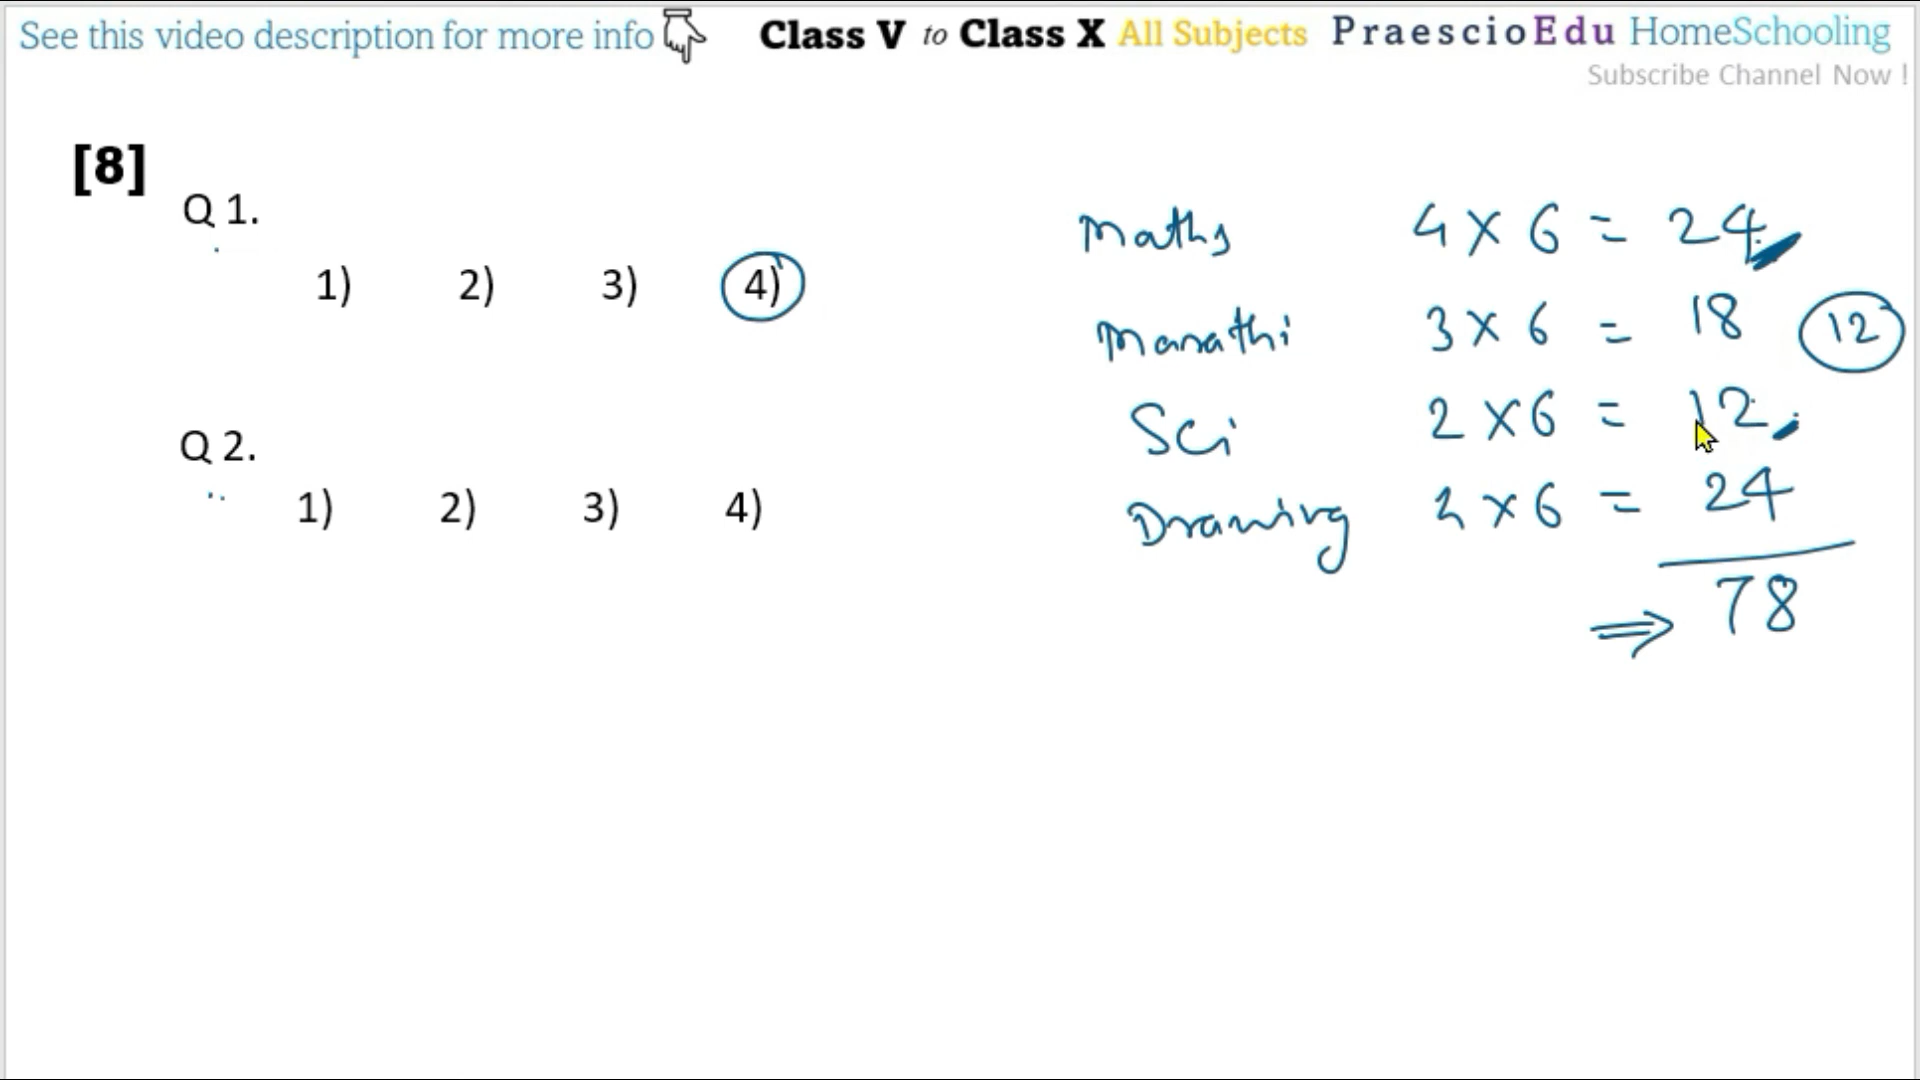 See this video description for more info Class V to Class X All Subjects PraescioEdu HomeSchooling
Subscribe Channel Now !
[8]
Q 1.
1) 2) 3) 4)
Q 2.
1) 2) 3) 4)
Maths 4 × 6 = 24
Marathi 3 × 6 = 18 12
Sci 2 × 6 = 12
Drawing × 6 = 24
⇒ 78